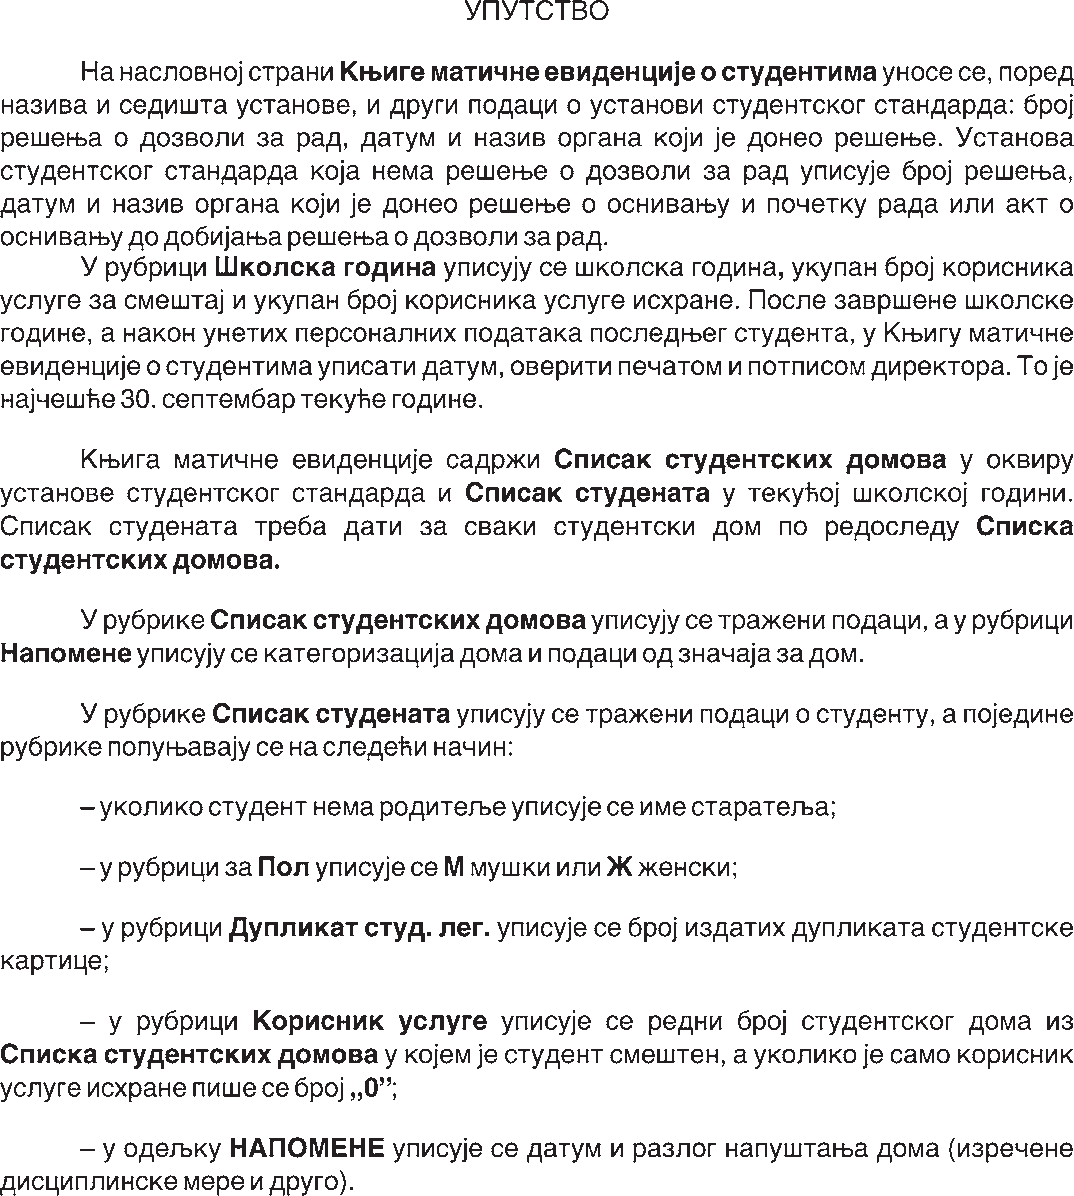 УПУТСТВО
На насловној страни Књиге матичне евиденције о студентима уносе се, поред
назива и седишта установе, и други подаци о установи студентског стандарда: број
решења о дозволи за рад, датум и назив органа који је донео решење. Установа
студентског стандарда која нема решење о дозволи за рад уписује број решења,
датум и назив органа који је донео решење о оснивању и почетку рада или акт о
оснивању до добијања решења о дозволи за рад.
У рубрици Школска година уписују се школска година, укупан број корисника
услуге за смештај и укупан број корисника услуге исхране. После завршене школске
године, а након унетих персоналних података последњег студента, у Књигу матичне
евиденције о студентима уписати датум, оверити печатом и потписом директора. То је
најчешће 30. септембар текуће године.
Књига матичне евиденције садржи Списак студентских домова у оквиру
установе студентског стандарда и Списак студената у текућој школској години.
Списак студената треба дати за сваки студентски дом по редоследу Списка
студентских домова.
У рубрике Списак студентских домова уписују се тражени подаци, а у рубрици
Напомене уписују се категоризација дома и подаци од значаја за дом.
У рубрике Списак студената уписују се тражени подаци о студенту, а поједине
рубрике попуњавају се на следећи начин:
– уколико студент нема родитеље уписује се име старатеља;
– у рубрици за Пол уписује се М мушки или Ж женски;
– у рубрици Дупликат студ. лег. уписује се број издатих дупликата студентске
картице;
– у рубрици Корисник услуге уписује се редни број студентског дома из
Списка студентских домова у којем је студент смештен, а уколико је само корисник
услуге исхране пише се број „0”;
– у одељку НАПОМЕНЕ уписује се датум и разлог напуштања дома (изречене
дисциплинске мере и друго).